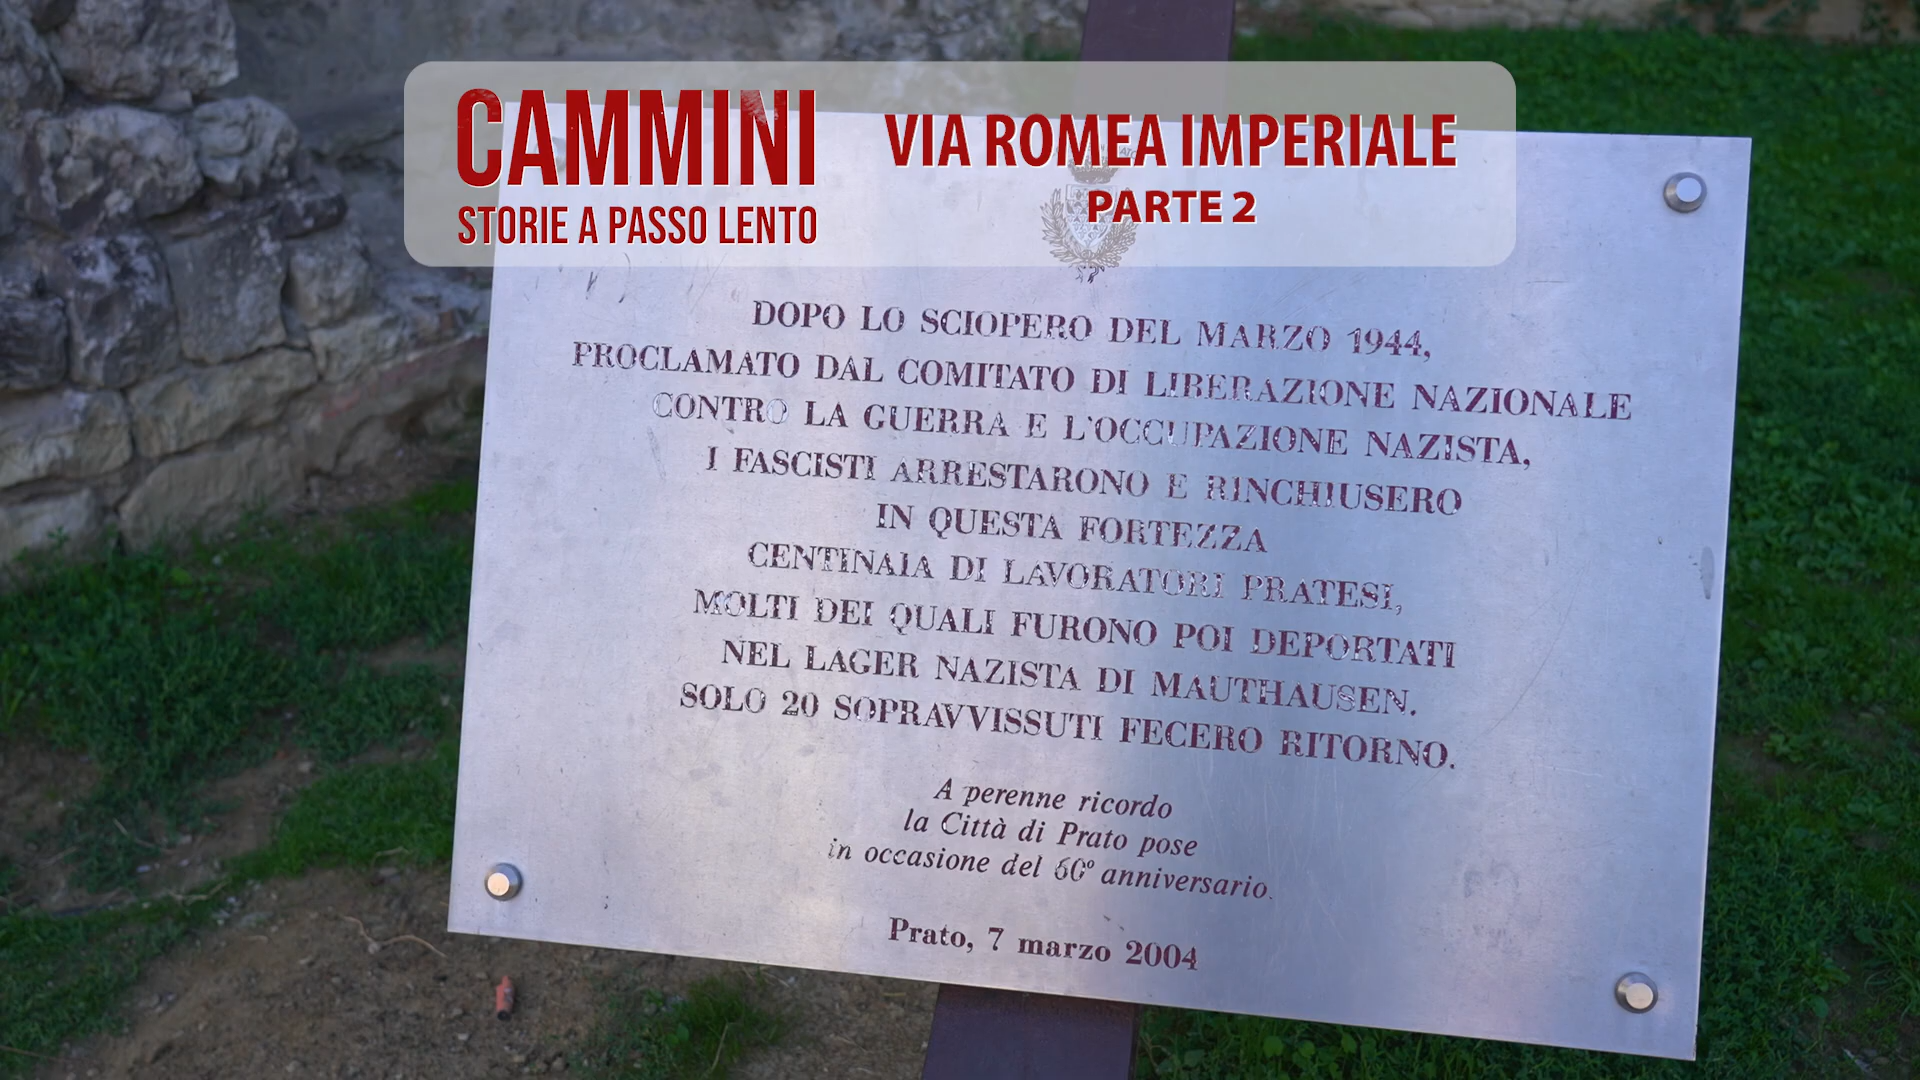 CAMMINI
STORIE A PASSO LENTO
VIA ROMEA IMPERIALE
PARTE 2
DOPO LO SCIOPERO DEL MARZO 1944,
PROCLAMATO DAL COMITATO DI LIBERAZIONE NAZIONALE
CONTRO LA GUERRA E L'OCCUPAZIONE NAZISTA,
I FASCISTI ARRESTARONO E RINCHIUSERO
IN QUESTA FORTEZZA
CENTINAIA DI LAVORATORI PRATESI,
MOLTI DEI QUALI FURONO POI DEPORTATI
NEL LAGER NAZISTA DI MAUTHAUSEN.
SOLO 20 SOPRAVVISSUTI FECERO RITORNO.
A perenne ricordo
la Città di Prato pose
in occasione del 60º anniversario.
Prato, 7 marzo 2004